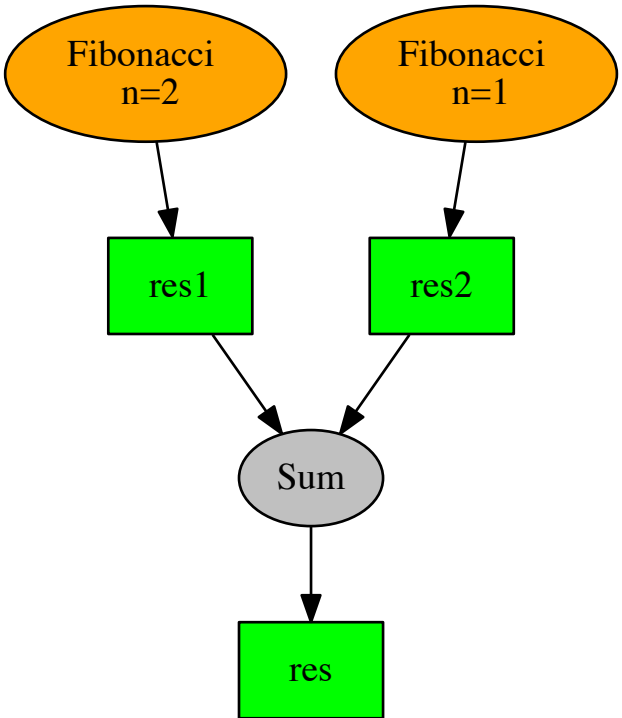 Fibonacci
n=2
Fibonacci
n=1
res1
res2
Sum
res